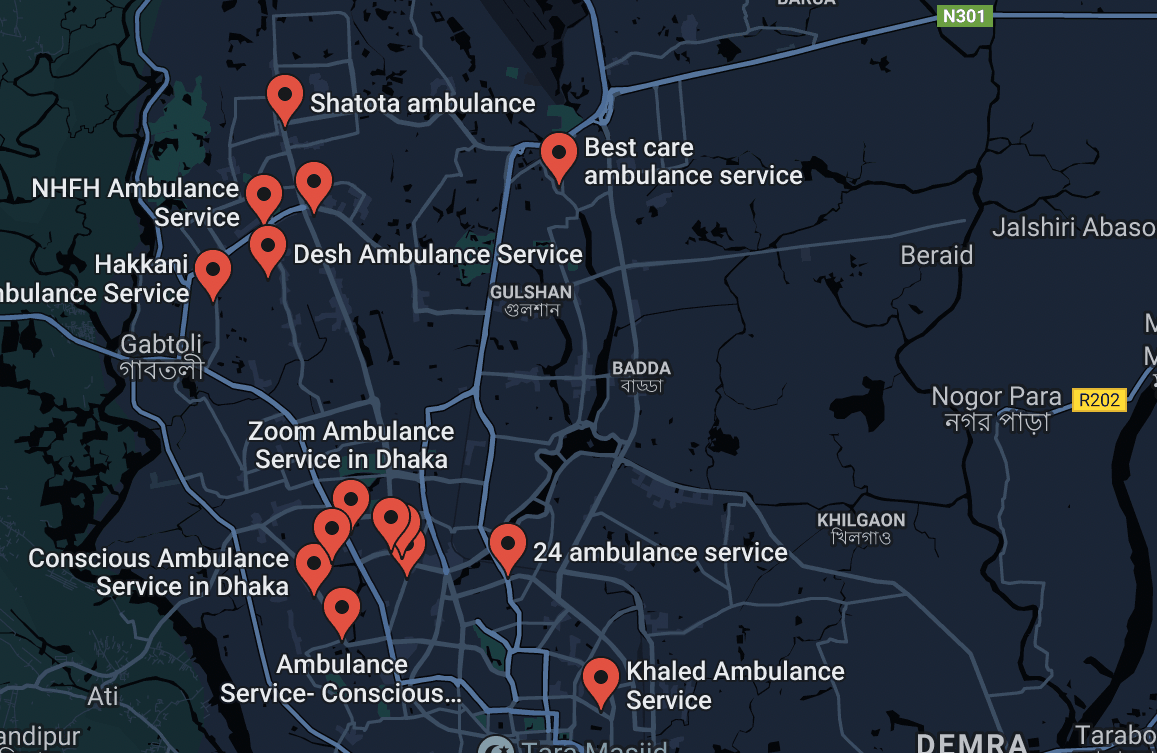 BARUA
N301
Shatota ambulance
Best care
ambulance service
NHFH Ambulance
Service
Jalshiri Abaso
Beraid
Desh Ambulance Service
Hakkani
mbulance Service
GULSHAN
গুলশান
Gabtoli
গাবতলী
BADDA
বাড্ডা
Nogor Para
নগর পাড়া
R202
M
M
Zoom Ambulance
Service in Dhaka
KHILGAON
খিলগাও
24 ambulance service
Conscious Ambulance
Service in Dhaka
Ambulance
Service- Conscious...
Khaled Ambulance
Service
Ati
andipur
Tara Masjid
DEMRA
Tarabo